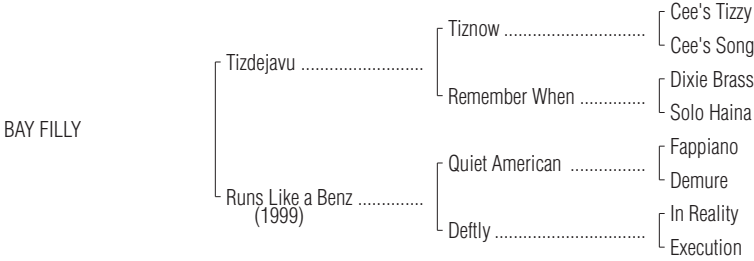 Cee's Tizzy
Tiznow ..............................
Cee's Song
Tizdejavu ..........................
Dixie Brass
Remember When ..............
Solo Haina
BAY FILLY
Fappiano
Quiet American ................
Demure
Runs Like a Benz ..............
(1999)
In Reality
Deftly ................................
Execution